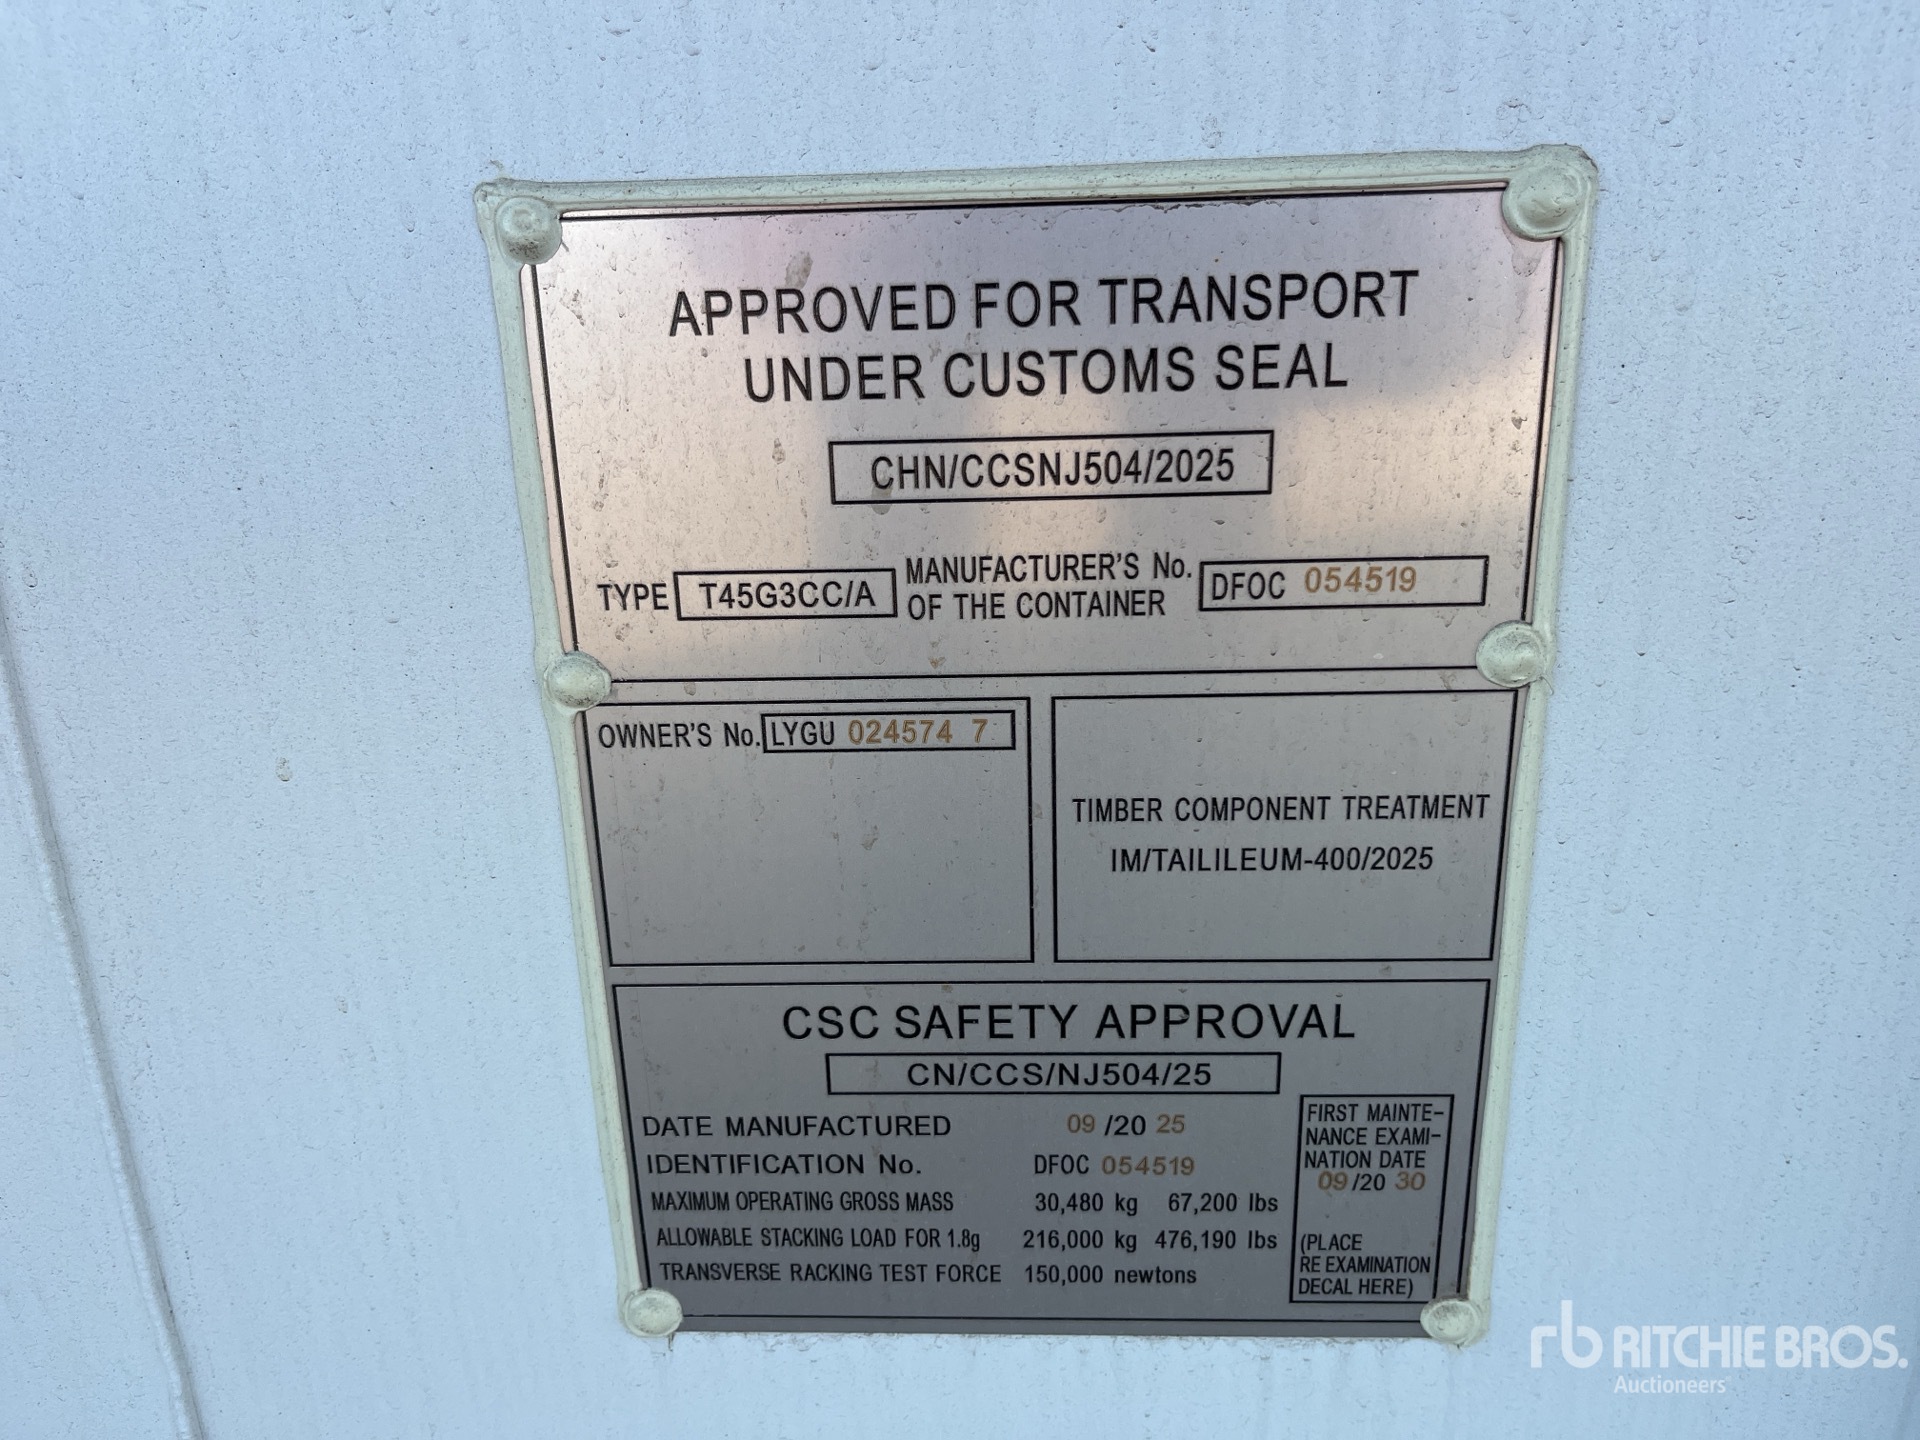 APPROVED FOR TRANSPORT
UNDER CUSTOMS SEAL
CHN/CCSNJ504/2025
TYPE T45G3CC/A MANUFACTURER'S No. OF THE CONTAINER DFOC 054519
OWNER'S No. LYGU 024574 7
TIMBER COMPONENT TREATMENT
IM/TAILILEUM-400/2025
CSC SAFETY APPROVAL
CN/CCS/NJ504/25
DATE MANUFACTURED 09 /20 25
IDENTIFICATION No. DFOC 054519
MAXIMUM OPERATING GROSS MASS 30,480 kg 67,200 lbs
ALLOWABLE STACKING LOAD FOR 1.8g 216,000 kg 476,190 lbs
TRANSVERSE RACKING TEST FORCE 150,000 newtons
FIRST MAINTE-
NANCE EXAMI-
NATION DATE
09 /20 30
(PLACE
RE EXAMINATION
DECAL HERE)
rb RITCHIE BROS.
Auctioneers